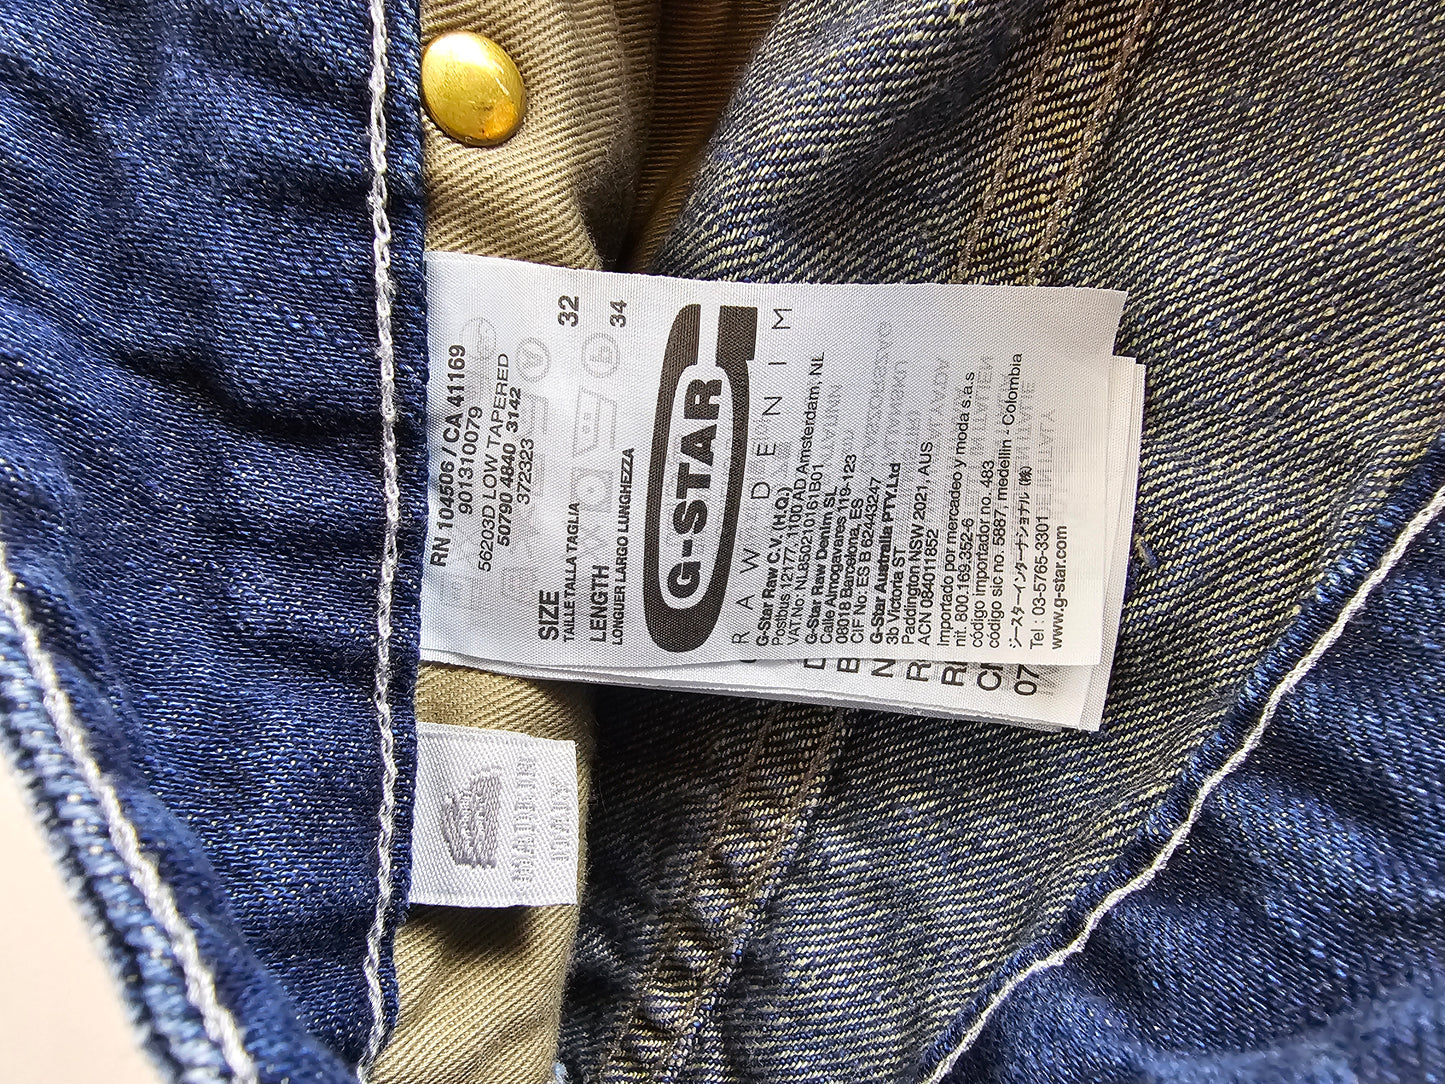 RN 104506 / CA 41169
901310079
56203D LOW TAPERED
50790 4840 3142
372323
SIZE 32
TAILLE TALLA TAGLIA
LENGTH 34
LONGUER LARGO LUNGHEZZA
G-STAR
RAW DENIM
G-Star Raw C.V. (H.Q.)
Postbus 12177, 1100 AD Amsterdam, NL
VAT No: NL850210161B01
G-Star Raw Denim SL
Calle Almogavares 119-123
08018 Barcelona, ES
CIF No: ES B 62443247
G-Star Australia PTY.Ltd
3b Victoria ST
Paddington NSW 2021, AUS
ACN 084011852
Importado por mercadeo y moda s.a.s
nit. 800.169.352-6
código importador no. 483
código sic no. 5887, medellin - Colombia
ジースターインターナショナル (株)
Tel : 03-5765-3301
www.g-star.com
07
MADE IN
ITALY